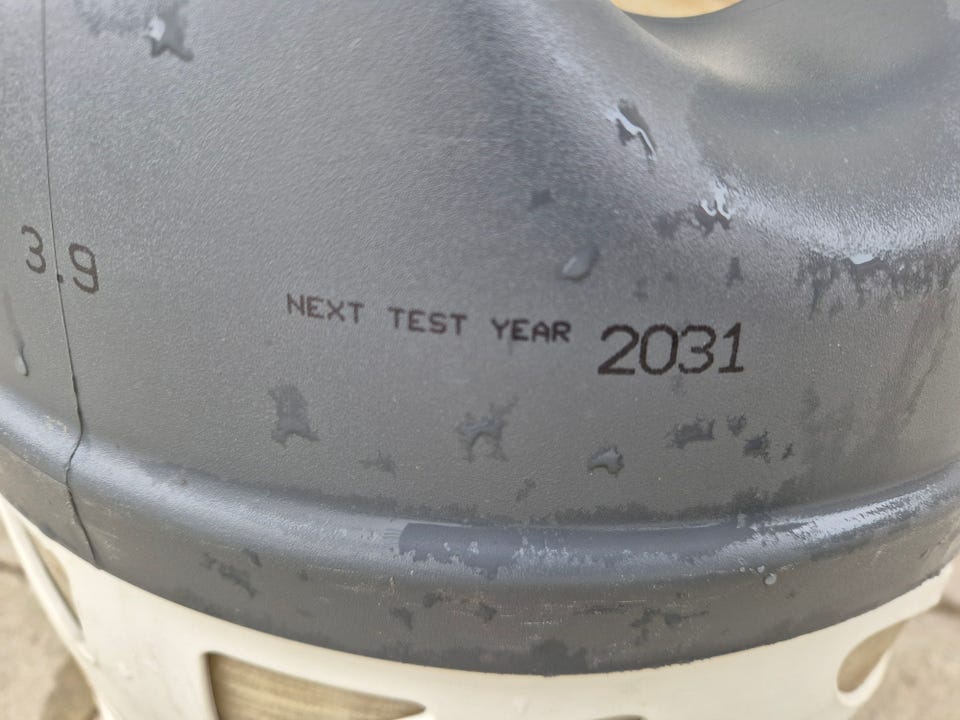 3.9
NEXT TEST YEAR 2031